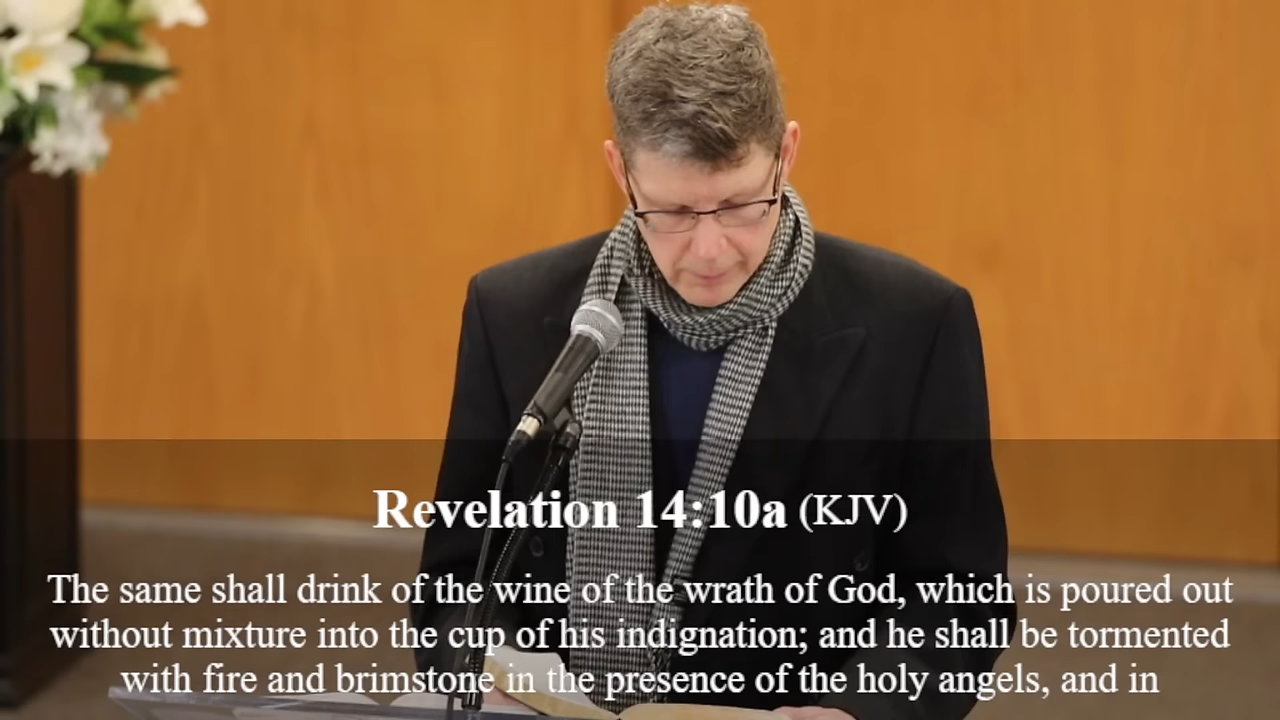 Revelation 14:10a (KJV)
The same shall drink of the wine of the wrath of God, which is poured out
without mixture into the cup of his indignation; and he shall be tormented
with fire and brimstone in the presence of the holy angels, and in